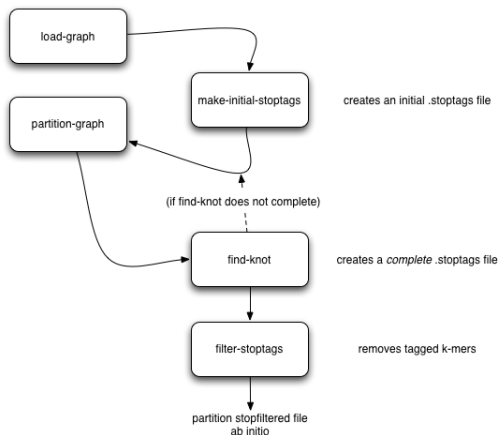 load-graph
make-initial-stoptags
creates an initial .stoptags file
partition-graph
(if find-knot does not complete)
find-knot
creates a complete .stoptags file
filter-stoptags
removes tagged k-mers
partition stopfiltered file
ab initio